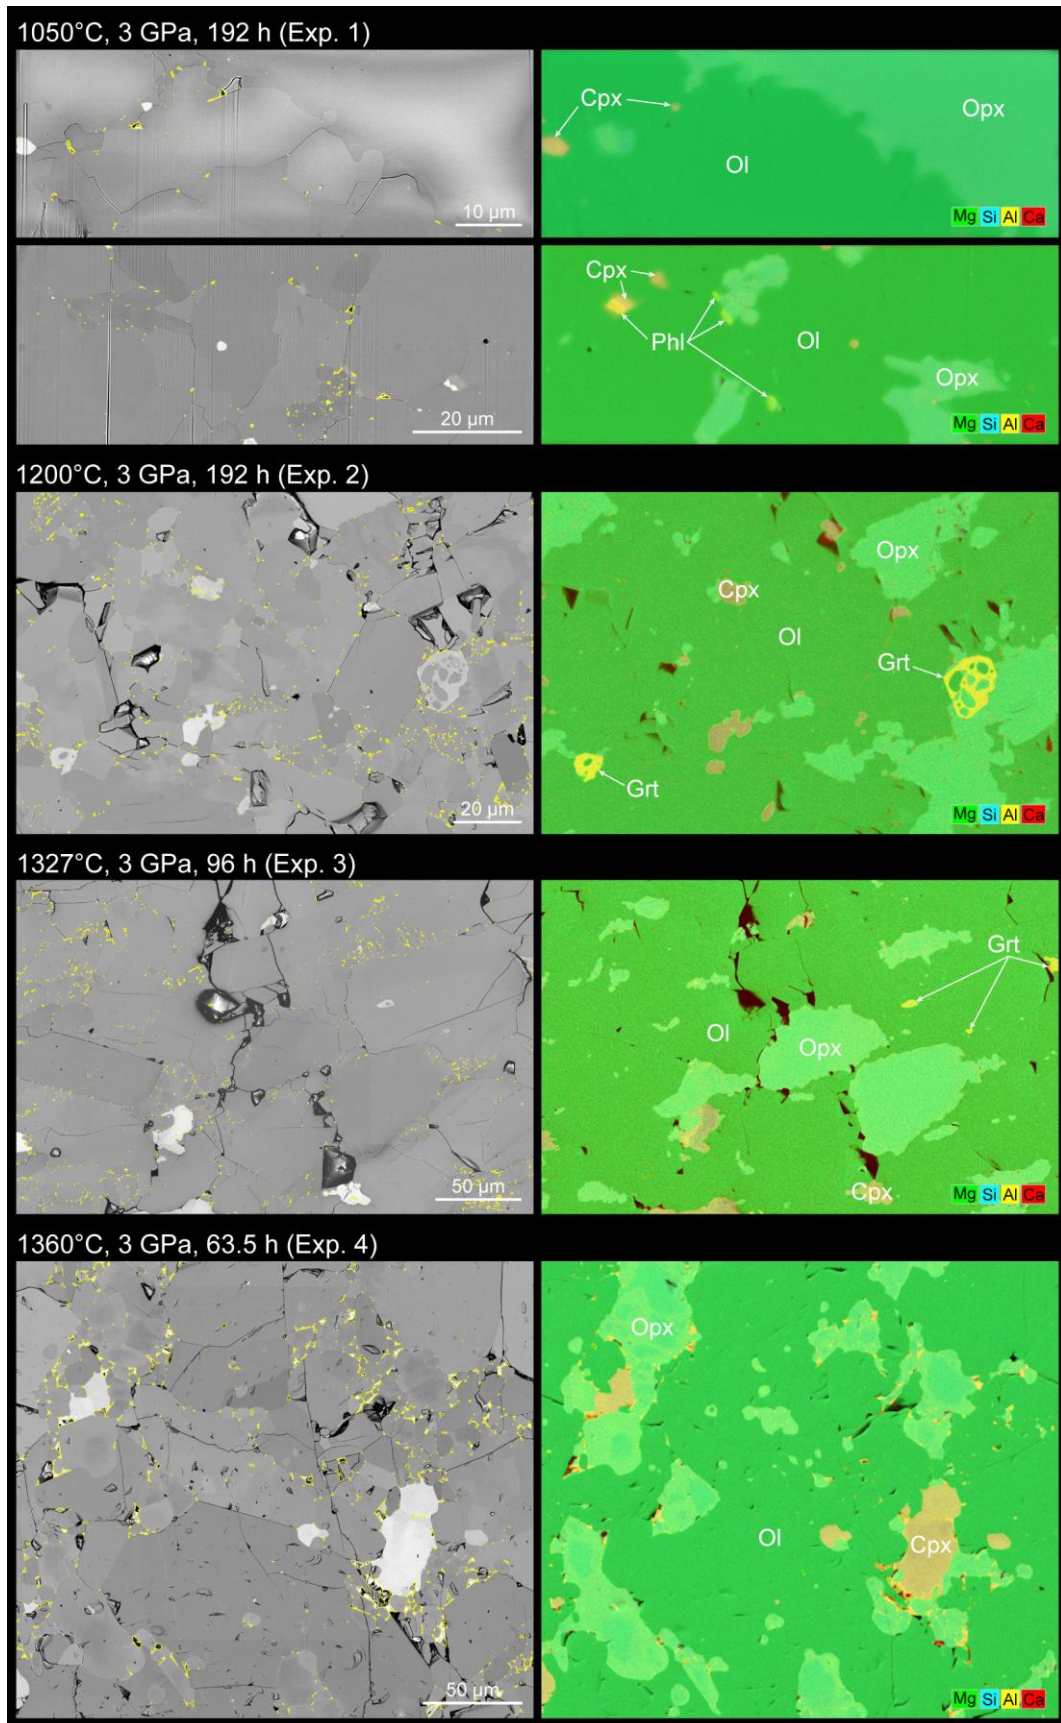 1050°C, 3 GPa, 192 h (Exp. 1)
Cpx
Opx
Ol
10 µm
Mg Si Al Ca
Cpx
Phl
Ol
Opx
20 µm
Mg Si Al Ca
1200°C, 3 GPa, 192 h (Exp. 2)
Opx
Cpx
Ol
Grt
Grt
20 µm
Mg Si Al Ca
1327°C, 3 GPa, 96 h (Exp. 3)
Grt
Ol
Opx
50 µm
Cpx
Mg Si Al Ca
1360°C, 3 GPa, 63.5 h (Exp. 4)
Opx
Ol
Cpx
50 µm
Mg Si Al Ca